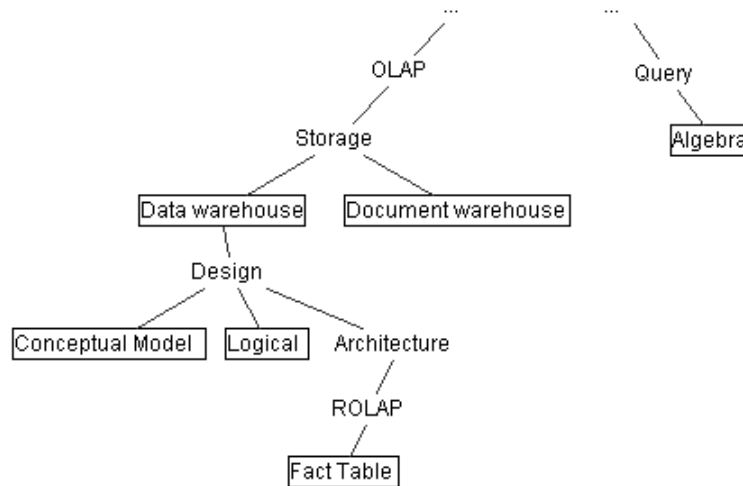 ... ...
OLAP
Query
Storage
Algebra
Data warehouse Document warehouse
Design
Conceptual Model Logical Architecture
ROLAP
Fact Table